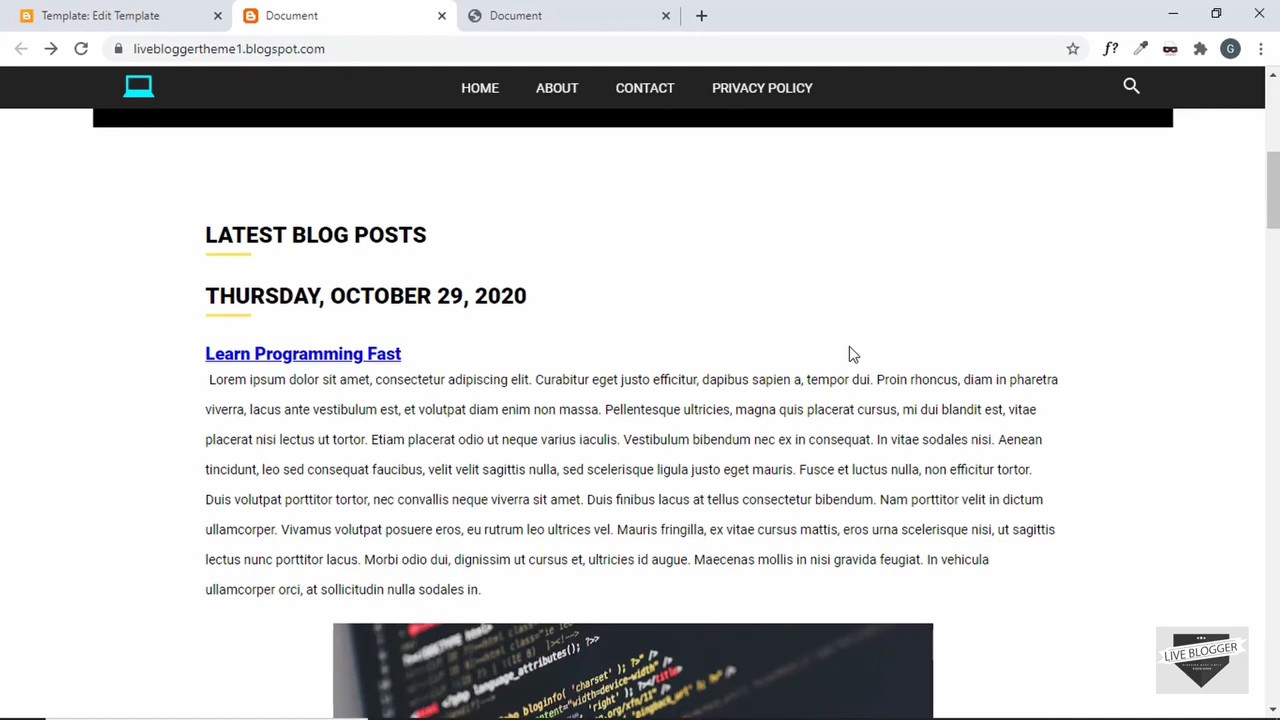 Template: Edit Template
Document
Document
livebloggertheme1.blogspot.com
f?
G
HOME
ABOUT
CONTACT
PRIVACY POLICY
LATEST BLOG POSTS
THURSDAY, OCTOBER 29, 2020
Learn Programming Fast
Lorem ipsum dolor sit amet, consectetur adipiscing elit. Curabitur eget justo efficitur, dapibus sapien a, tempor dui. Proin rhoncus, diam in pharetra
viverra, lacus ante vestibulum est, et volutpat diam enim non massa. Pellentesque ultricies, magna quis placerat cursus, mi dui blandit est, vitae
placerat nisi lectus ut tortor. Etiam placerat odio ut neque varius iaculis. Vestibulum bibendum nec ex in consequat. In vitae sodales nisi. Aenean
tincidunt, leo sed consequat faucibus, velit velit sagittis nulla, sed scelerisque ligula justo eget mauris. Fusce et luctus nulla, non efficitur tortor.
Duis volutpat porttitor tortor, nec convallis neque viverra sit amet. Duis finibus lacus at tellus consectetur bibendum. Nam porttitor velit in dictum
ullamcorper. Vivamus volutpat posuere eros, eu rutrum leo ultrices vel. Mauris fringilla, ex vitae cursus mattis, eros urna scelerisque nisi, ut sagittis
lectus nunc porttitor lacus. Morbi odio dui, dignissim ut cursus et, ultricies id augue. Maecenas mollis in nisi gravida feugiat. In vehicula
ullamcorper orci, at sollicitudin nulla sodales in.
language_attributes(); ?>
bloginfo( 'charset' ); ?>" />
content="width=device-width"
LIVE BLOGGER